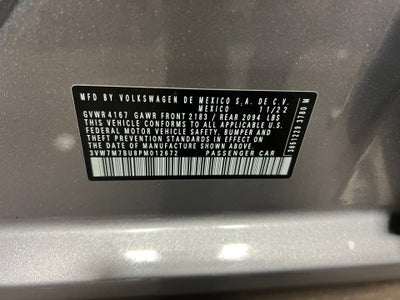 MFD BY VOLKSWAGEN DE MEXICO S.A. DE C.V.
MEXICO 11/22
GVWR 4167 GAWR FRONT 2183 / REAR 2094 LBS
THIS VEHICLE CONFORMS TO ALL APPLICABLE U.S.
FEDERAL MOTOR VEHICLE SAFETY, BUMPER AND
THEFT PREVENTION STANDARDS IN EFFECT ON THE
DATE OF MANUFACTURE SHOWN ABOVE
3VW7M7BU8PM012672 PASSENGER CAR